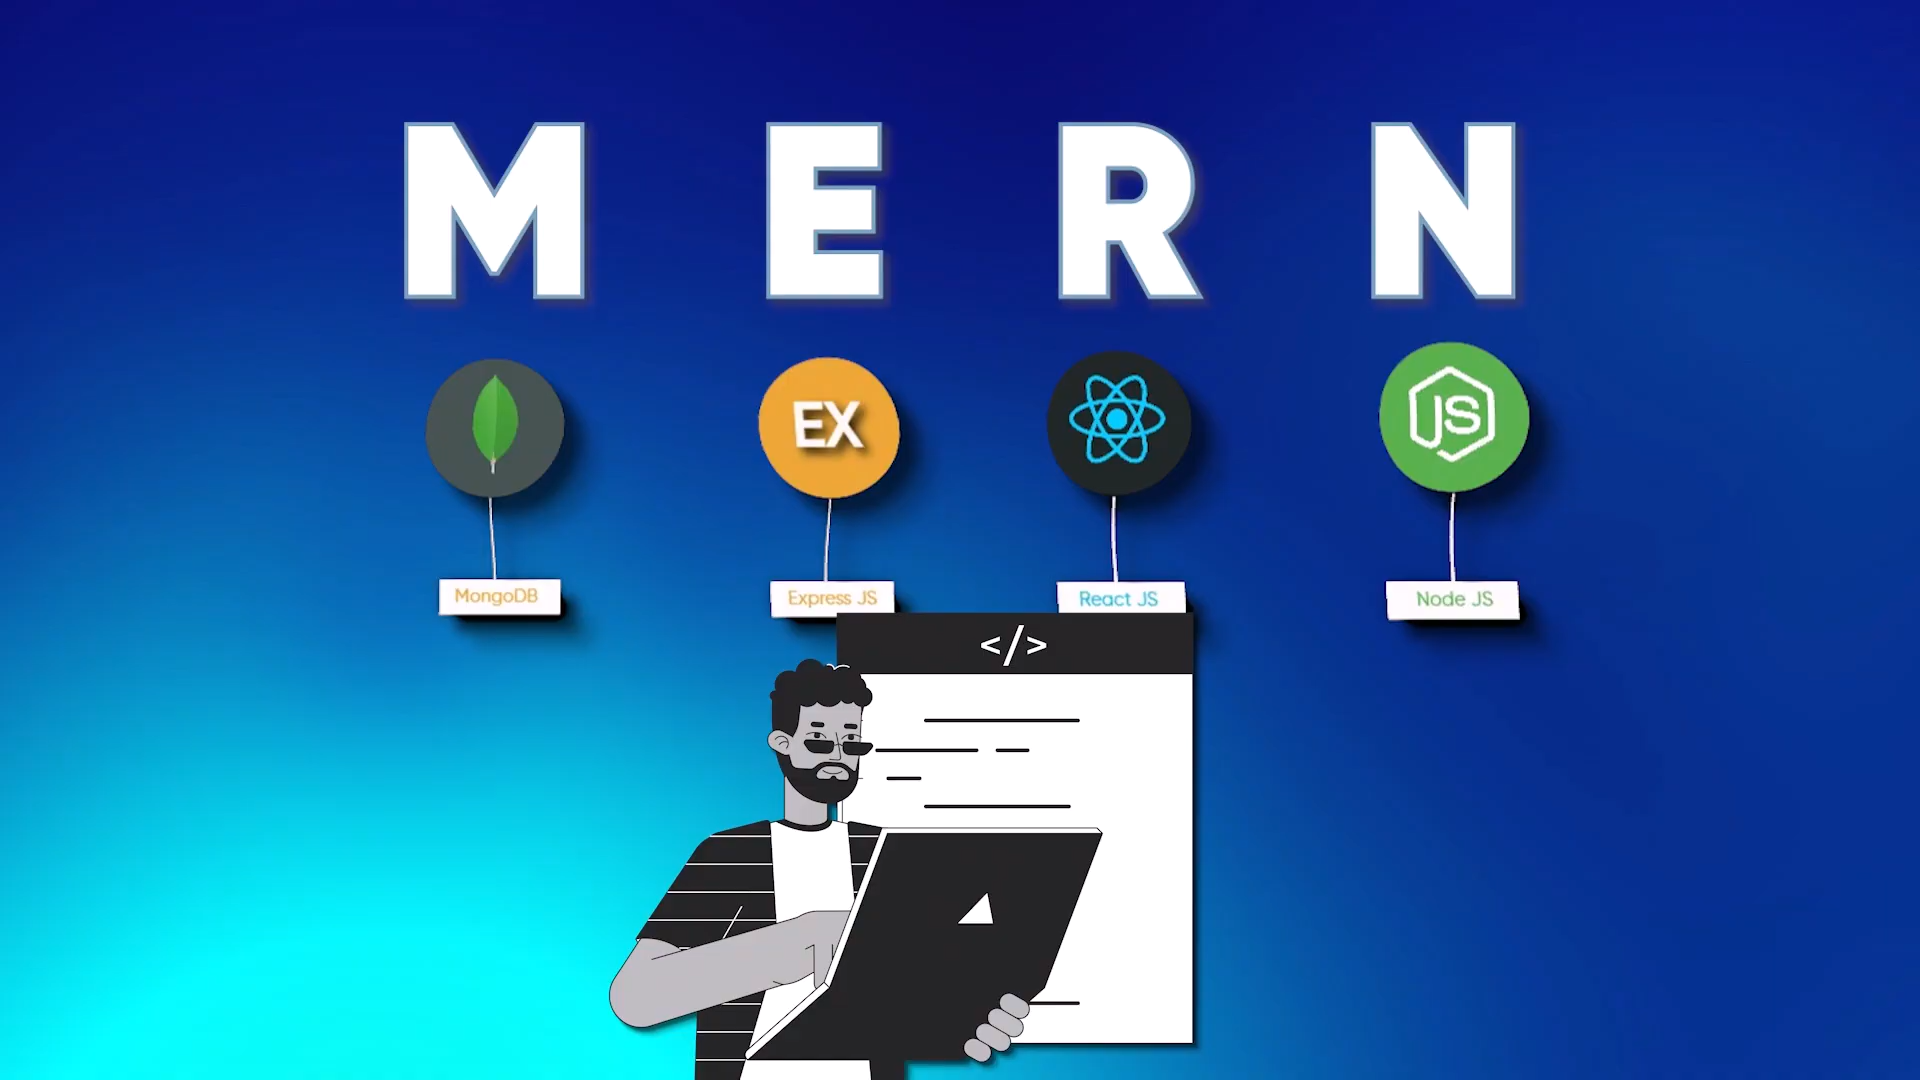 M E R N
EX
JS
MongoDB
Express JS
React JS
Node JS
</>